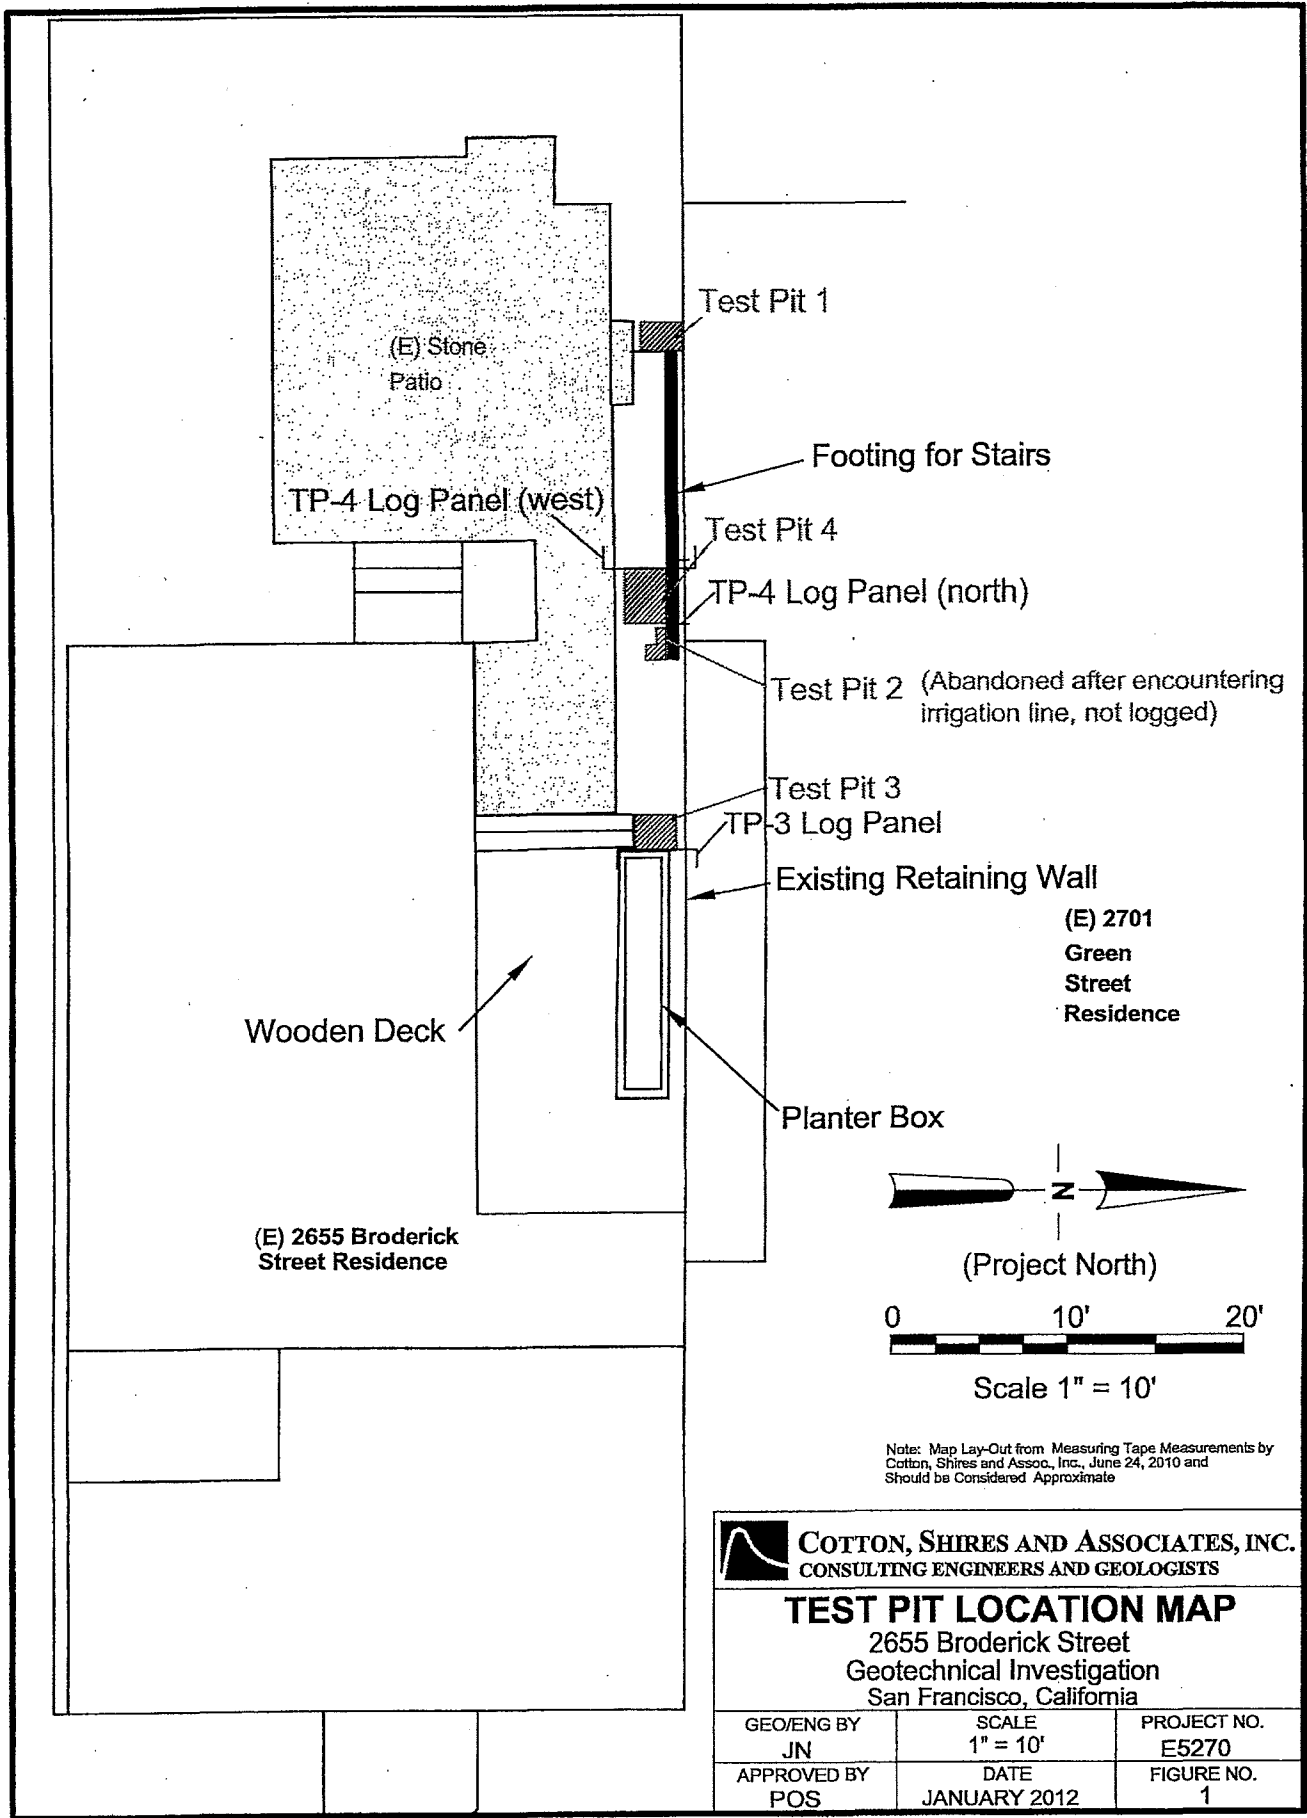 Test Pit 1
(E) Stone
Patio
Footing for Stairs
TP-4 Log Panel (west)
Test Pit 4
TP-4 Log Panel (north)
Test Pit 2 (Abandoned after encountering
irrigation line, not logged)
Test Pit 3
TP-3 Log Panel
Existing Retaining Wall
(E) 2701
Green
Street
Residence
Wooden Deck
Planter Box
N
(E) 2655 Broderick
Street Residence
(Project North)
0 10' 20'
Scale 1" = 10'
Note: Map Lay-Out from Measuring Tape Measurements by
Cotton, Shires and Assoc., Inc., June 24, 2010 and
Should be Considered Approximate
COTTON, SHIRES AND ASSOCIATES, INC.
CONSULTING ENGINEERS AND GEOLOGISTS
TEST PIT LOCATION MAP
2655 Broderick Street
Geotechnical Investigation
San Francisco, California
GEO/ENG BY SCALE PROJECT NO.
JN 1" = 10' E5270
APPROVED BY DATE FIGURE NO.
POS JANUARY 2012 1